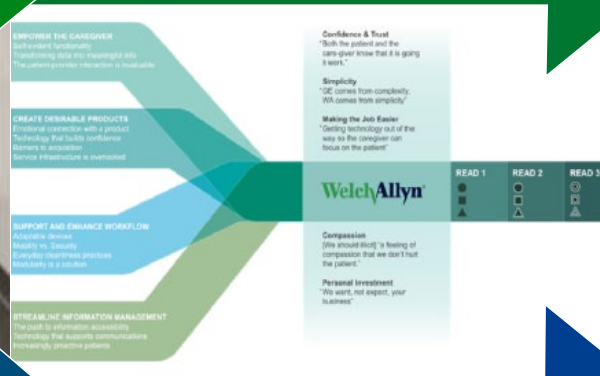 EMPOWER THE CAREGIVER
Self-evident functionality
Transforming data into meaningful info
The patient-provider interaction is invaluable
CREATE DESIRABLE PRODUCTS
Emotional connection with a product
Technology that builds confidence
Barriers to acquisition
Service infrastructure is overlooked
SUPPORT AND ENHANCE WORKFLOW
Adaptable devices
Mobility vs. Security
Everyday cleanliness practices
Modularity is a solution
STREAMLINE INFORMATION MANAGEMENT
The push to information accessibility
Technology that supports communications
Increasingly proactive patients
Confidence & Trust
"Both the patient and the
care-giver know that it is going
it work."
Simplicity
"GE comes from complexity,
WA comes from simplicity"
Making the Job Easier
"Getting technology out of the
way so the caregiver can
focus on the patient"
WelchAllyn®
Compassion
[We should illicit] "a feeling of
compassion that we don't hurt
the patient."
Personal Investment
"We want, not expect, your
business"
READ 1
READ 2
READ 3